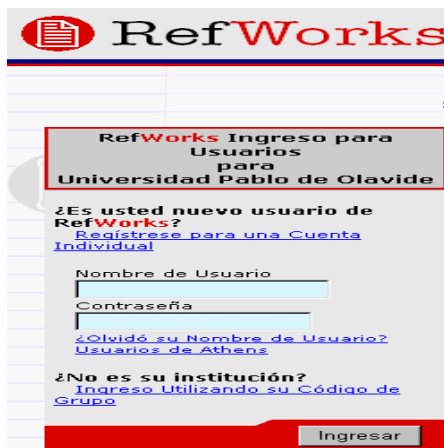 RefWorks
RefWorks Ingreso para
Usuarios
para
Universidad Pablo de Olavide
¿Es usted nuevo usuario de
RefWorks?
Regístrese para una Cuenta
Individual
Nombre de Usuario
Contraseña
¿Olvidó su Nombre de Usuario?
Usuarios de Athens
¿No es su institución?
Ingreso Utilizando su Código de
Grupo
Ingresar